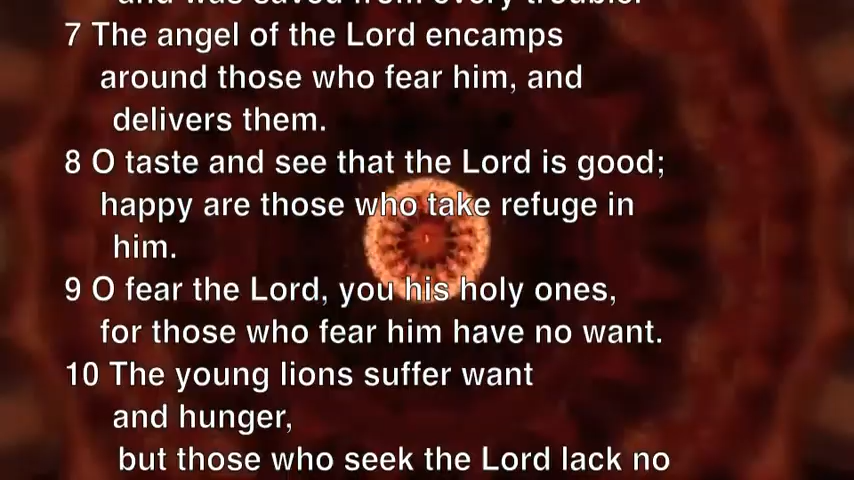 and was saved from every trouble.
7 The angel of the Lord encamps
around those who fear him, and
delivers them.
8 O taste and see that the Lord is good;
happy are those who take refuge in
him.
9 O fear the Lord, you his holy ones,
for those who fear him have no want.
10 The young lions suffer want
and hunger,
but those who seek the Lord lack no